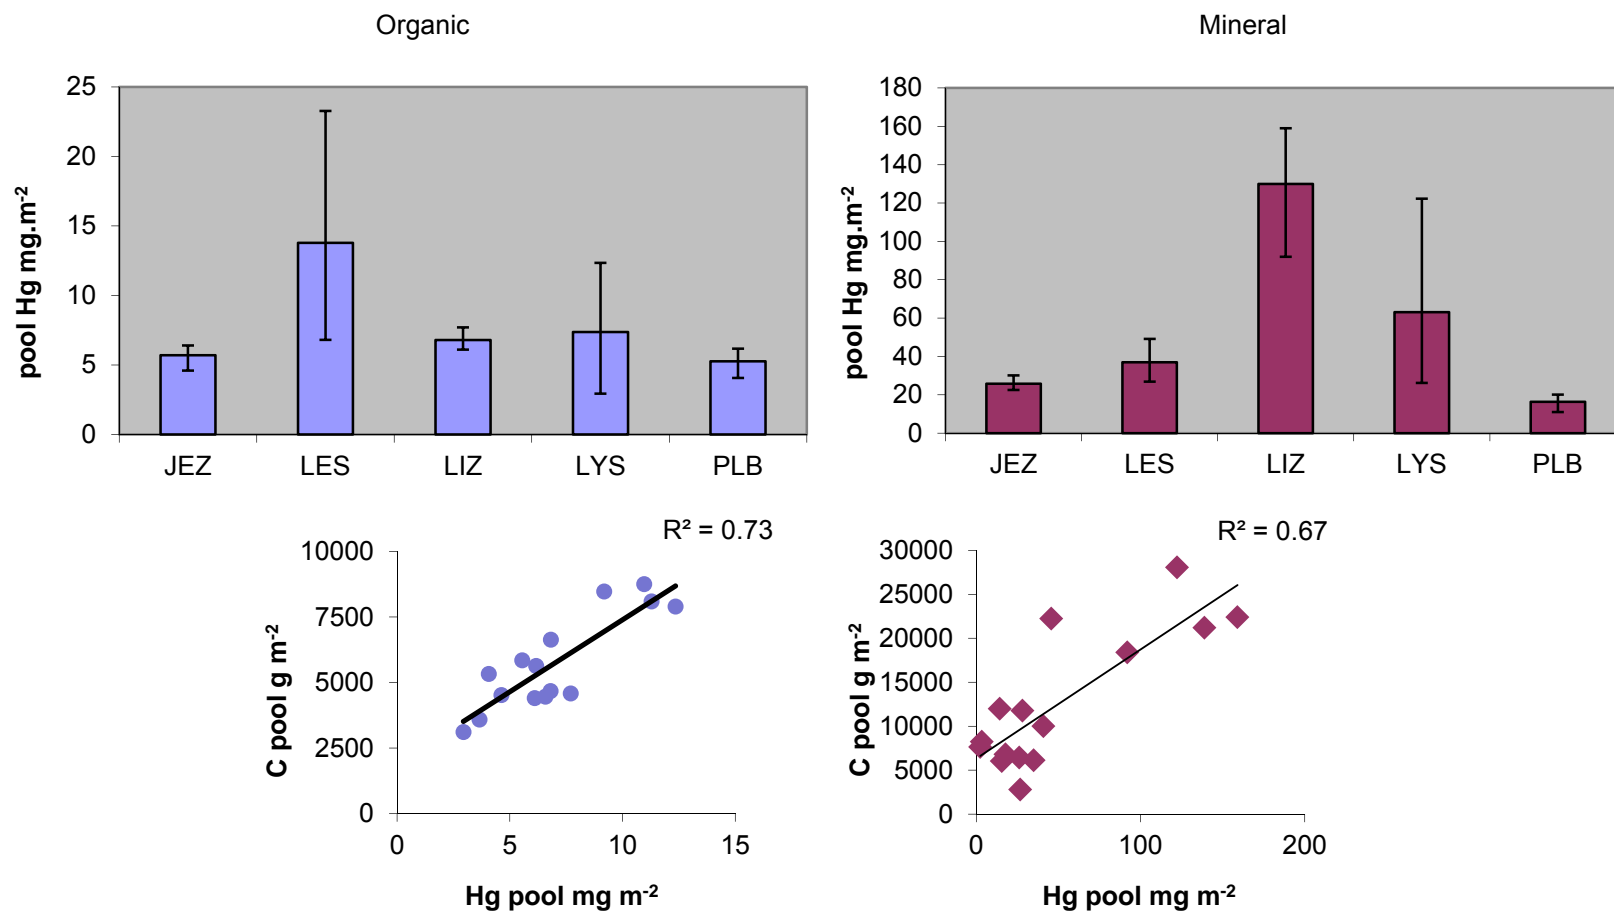 Organic
Mineral
25
20
15
10
5
0
pool Hg mg.m-2
JEZ LES LIZ LYS PLB
180
160
140
120
100
80
60
40
20
0
pool Hg mg.m-2
JEZ LES LIZ LYS PLB
R² = 0.73
10000
7500
5000
2500
0
C pool g m-2
0 5 10 15
Hg pool mg m-2
R² = 0.67
30000
25000
20000
15000
10000
5000
0
C pool g m-2
0 100 200
Hg pool mg m-2